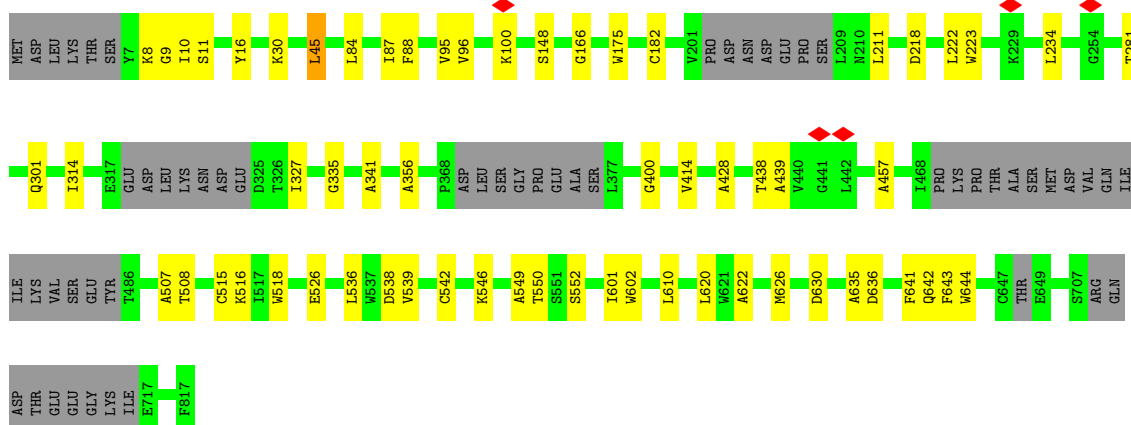 MET ASP LEU LYS THR SER Y7 K8 G9 I10 S11 Y16 K30 L45 L84 I87 F88 V95 V96 K100 S148 G166 W175 C182 V201 PRO ASP ASN ASP GLU PRO SER L209 N210 L211 D218 L222 W223 K229 L234 G254 T281
Q301 I314 E317 GLU ASP LEU LYS ASN ASP GLU D325 T326 I327 G335 A341 A356 P368 ASP LEU SER GLY PRO GLU ALA SER L377 G400 V414 A428 T438 A439 V440 G441 L442 A457 I468 PRO LYS PRO THR ALA SER MET ASP VAL GLN ILE
ILE LYS VAL SER GLU TYR T486 A507 T508 C515 K516 I517 W518 E526 L536 W537 D538 V539 C542 K546 A549 T550 S551 S552 I601 W602 L610 L620 W621 A622 M626 D630 A635 D636 F641 Q642 F643 W644 C647 THR E649 S707 ARG GLN
ASP THR GLU GLU GLY LYS ILE E717 F817